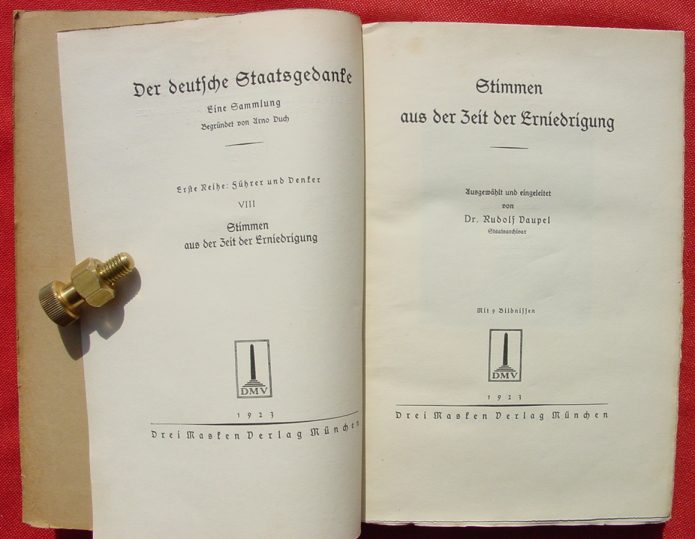 Der deutsche Staatsgedanke
Eine Sammlung
Begründet von Arno Duch
Erste Reihe: Führer und Denker
VIII
Stimmen
aus der Zeit der Erniedrigung
DMV
1923
Drei Masken Verlag München
Stimmen
aus der Zeit der Erniedrigung
Ausgewählt und eingeleitet
von
Dr. Rudolf Vaupel
Staatsarchivar
Mit 9 Bildnissen
DMV
1923
Drei Masken Verlag München